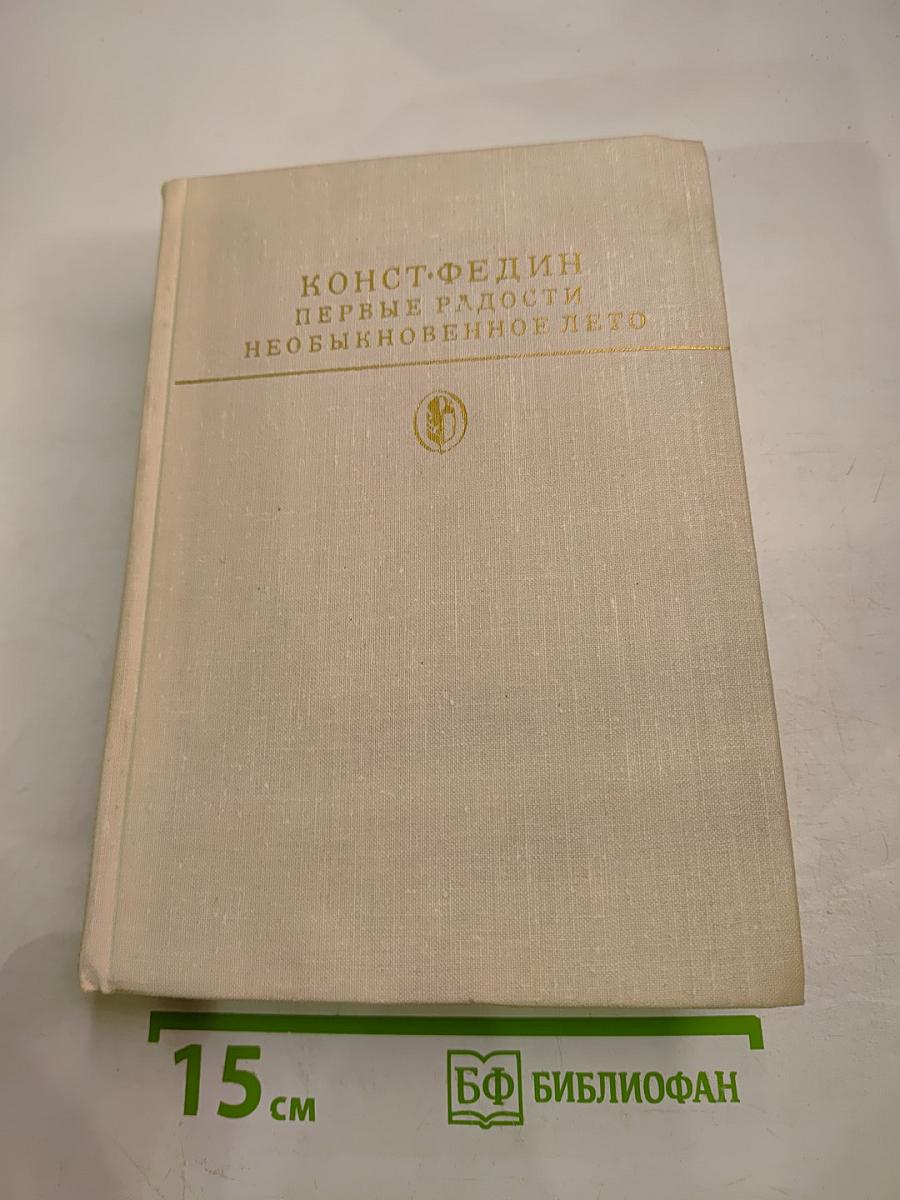 КОНСТ·ФЕДИН
ПЕРВЫЕ РАДОСТИ
НЕОБЫКНОВЕННОЕ ЛЕТО
15 см
БФ БИБЛИОФАН